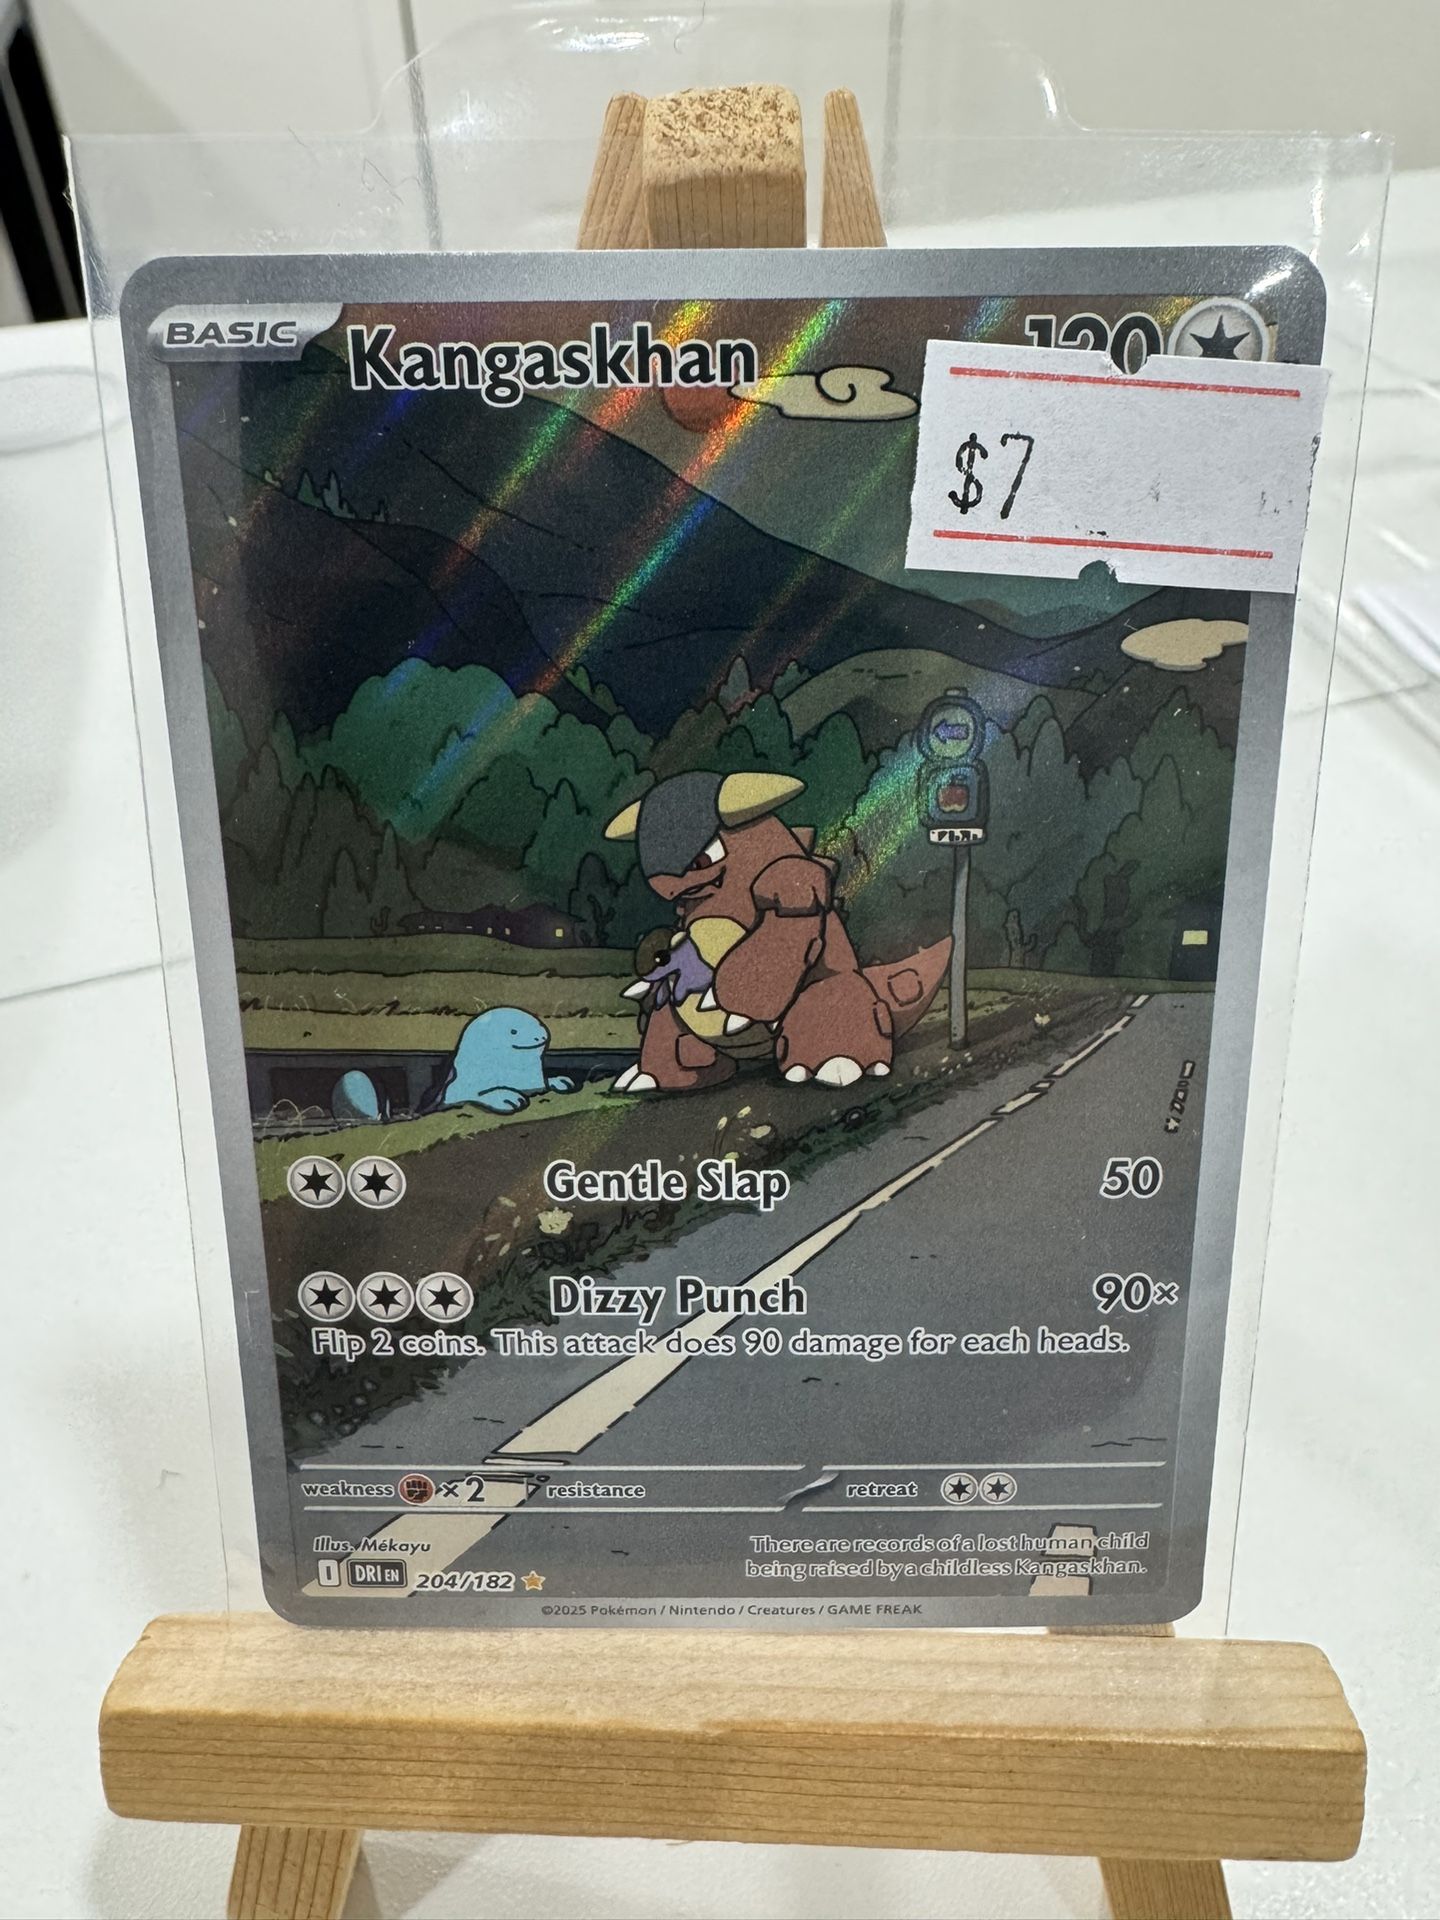 BASIC
Kangaskhan
120
$7
Gentle Slap 50
Dizzy Punch 90×
Flip 2 coins. This attack does 90 damage for each heads.
weakness ×2 resistance retreat
Illus. Mékayu
There are records of a lost human child
being raised by a childless Kangaskhan.
I DRI EN 204/182
©2025 Pokémon / Nintendo / Creatures / GAME FREAK